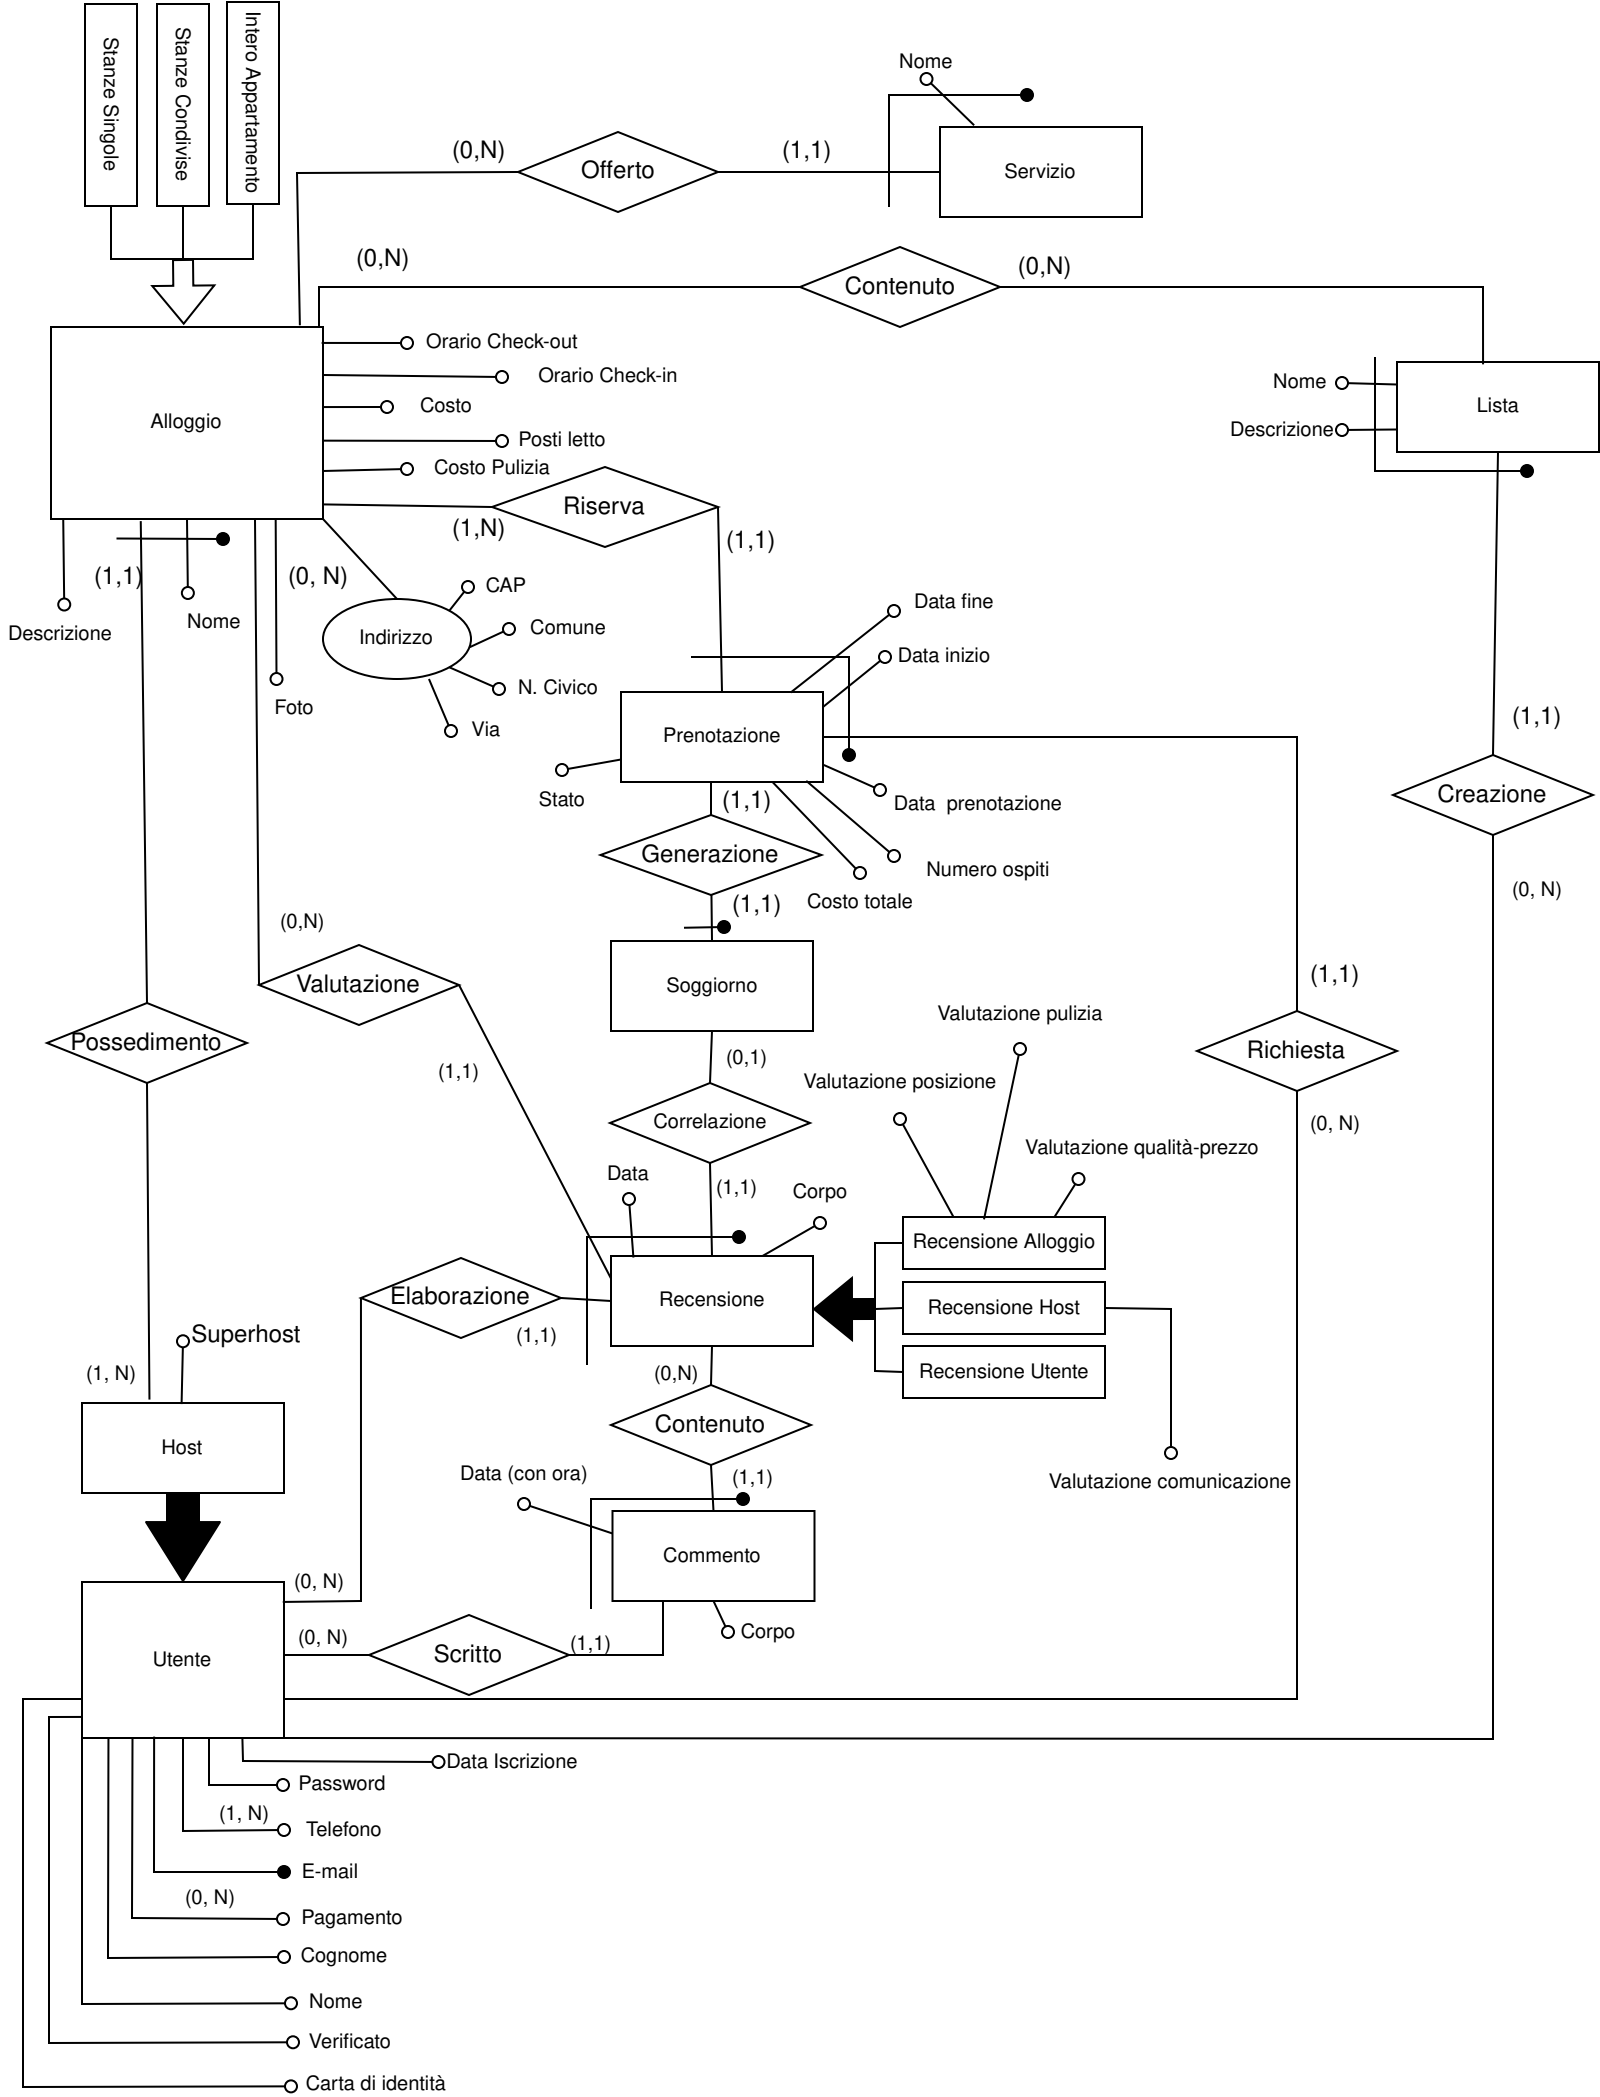 Stanze Singole
Stanze Condivise
Intero Appartamento
Nome
(0,N)
Offerto
(1,1)
Servizio
(0,N)
Contenuto
(0,N)
Orario Check-out
Orario Check-in
Costo
Posti letto
Costo Pulizia
Alloggio
Nome
Descrizione
Lista
Riserva
(1,N)
(1,1)
(1,1)
(0, N)
Descrizione
Nome
Foto
Indirizzo
CAP
Comune
N. Civico
Via
Data fine
Data inizio
Prenotazione
Stato
(1,1)
Data  prenotazione
Numero ospiti
Costo totale
Generazione
(1,1)
(1,1)
Creazione
(0, N)
(0,N)
Valutazione
(1,1)
Soggiorno
(0,1)
Possedimento
(1,1)
Richiesta
(0, N)
Valutazione pulizia
Valutazione posizione
Valutazione qualità-prezzo
Correlazione
(1,1)
Data
Corpo
Recensione Alloggio
Recensione Host
Recensione Utente
Recensione
Elaborazione
(1,1)
Superhost
(1, N)
Host
(0,N)
Contenuto
(1,1)
Data (con ora)
Valutazione comunicazione
Commento
Corpo
(0, N)
(0, N)
Scritto
(1,1)
Utente
Data Iscrizione
Password
(1, N)
Telefono
E-mail
(0, N)
Pagamento
Cognome
Nome
Verificato
Carta di identità